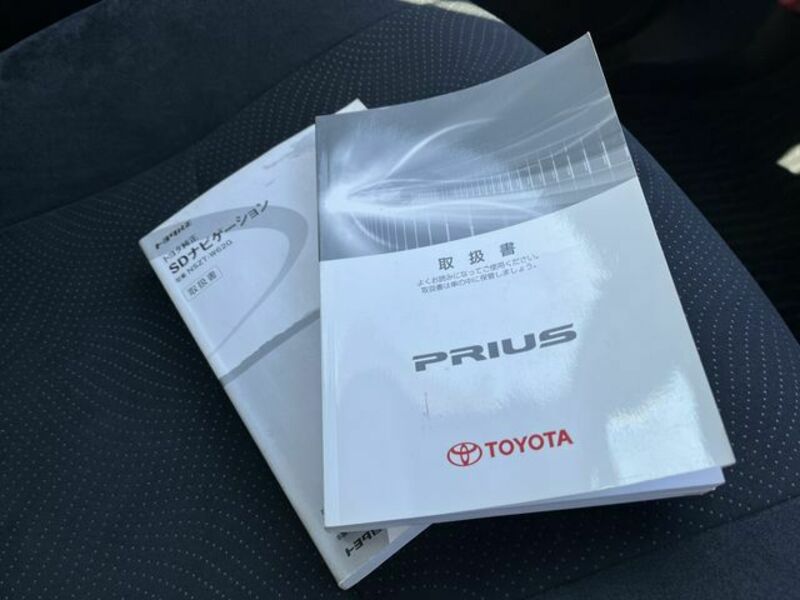 トヨタ純正
SDナビゲーション
NSZT-W62G
取扱書
取扱書
よくお読みになってご使用ください。
取扱書は車の中に保管しましょう。
PRIUS
TOYOTA